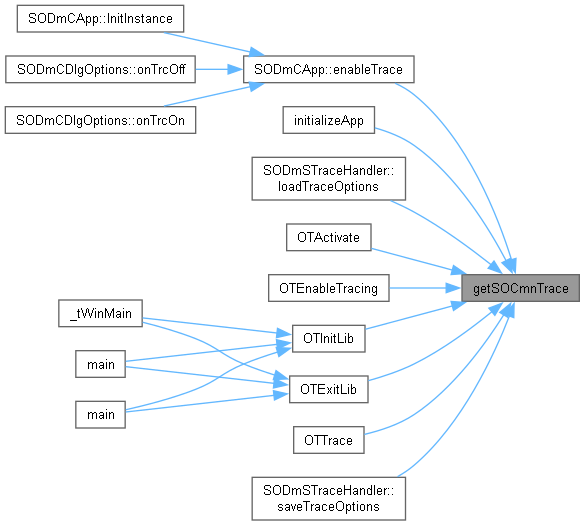 SODmCApp::InitInstance
SODmCDlgOptions::onTrcOff
SODmCApp::enableTrace
SODmCDlgOptions::onTrcOn
initializeApp
SODmSTraceHandler::
loadTraceOptions
OTActivate
OTEnableTracing
getSOCmnTrace
_tWinMain
OTInitLib
main
OTExitLib
main
OTTrace
SODmSTraceHandler::
saveTraceOptions